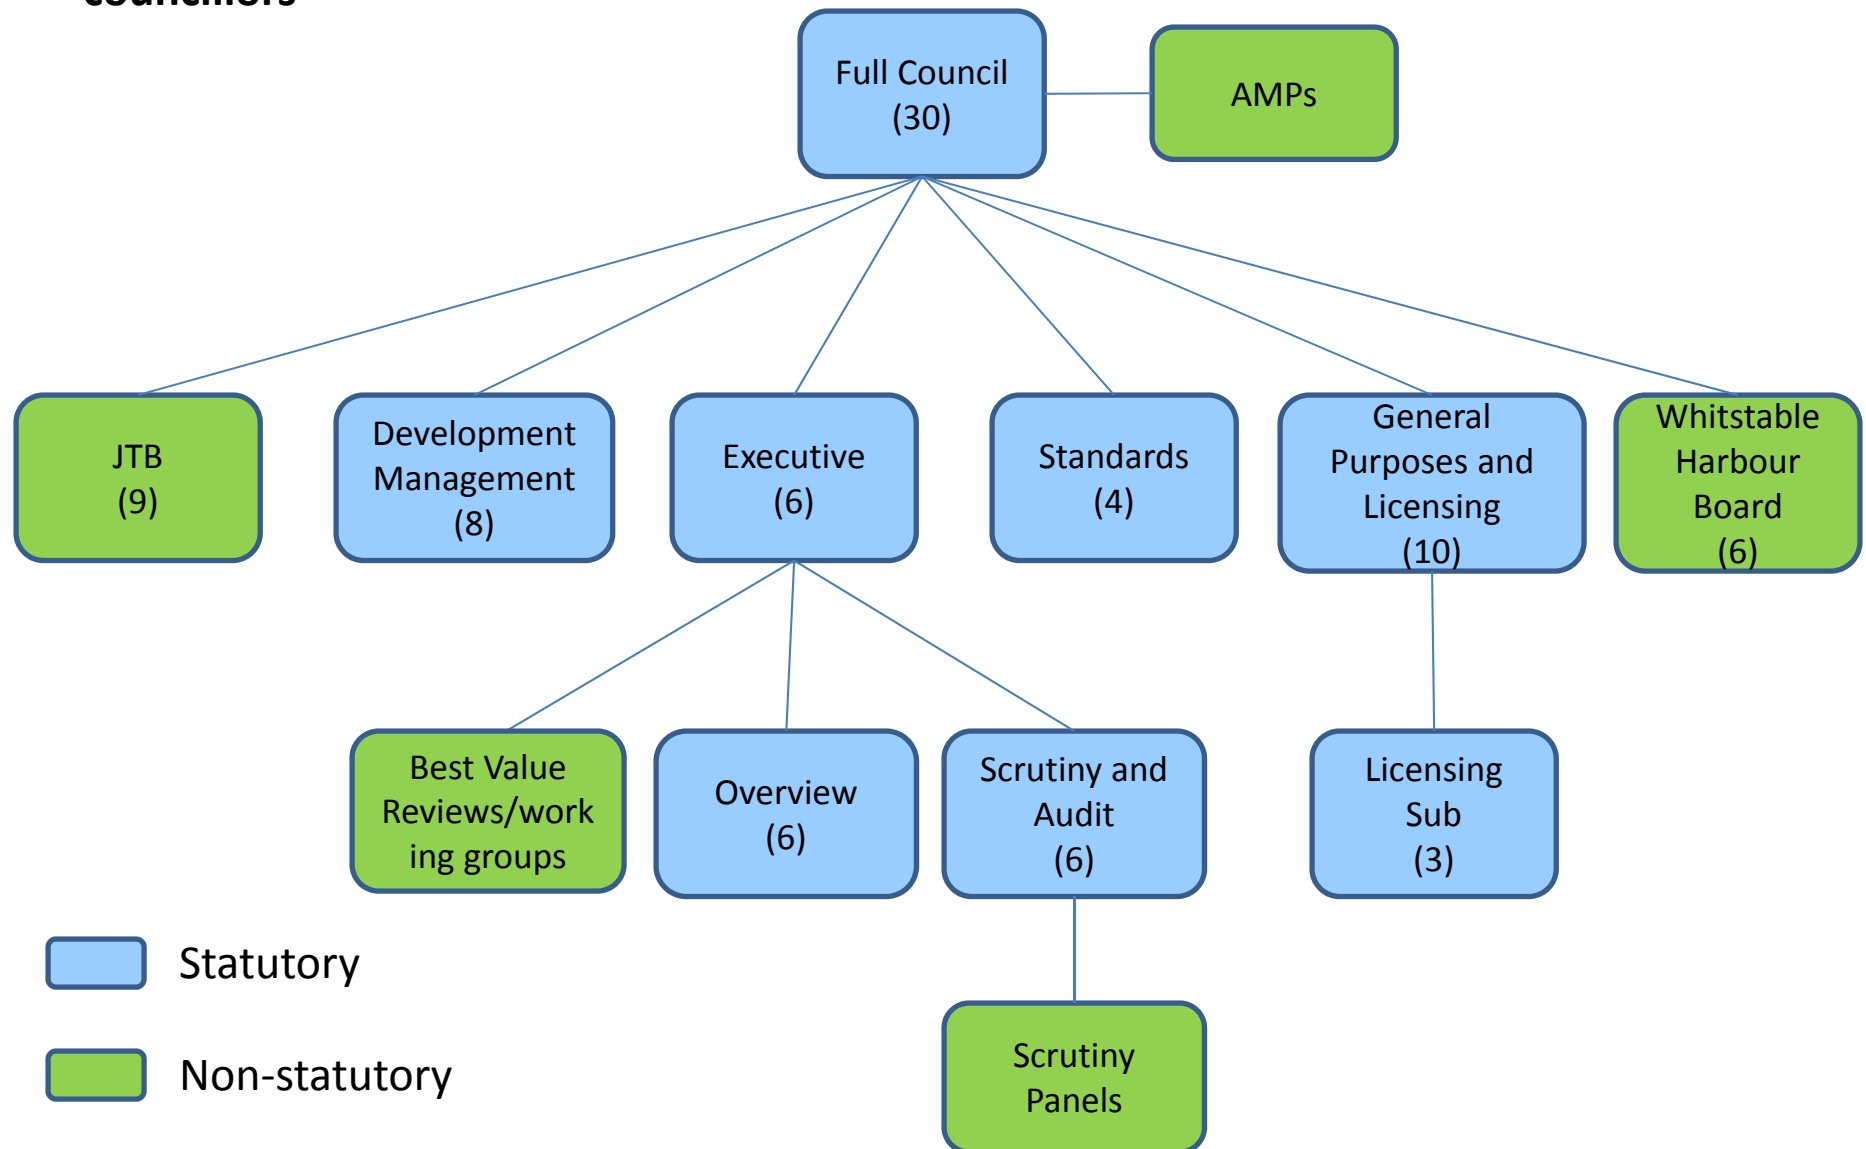 councillors
Full Council
(30)
AMPs
JTB
(9)
Development
Management
(8)
Executive
(6)
Standards
(4)
General
Purposes and
Licensing
(10)
Whitstable
Harbour
Board
(6)
Best Value
Reviews/work
ing groups
Overview
(6)
Scrutiny and
Audit
(6)
Licensing
Sub
(3)
Statutory
Non-statutory
Scrutiny
Panels